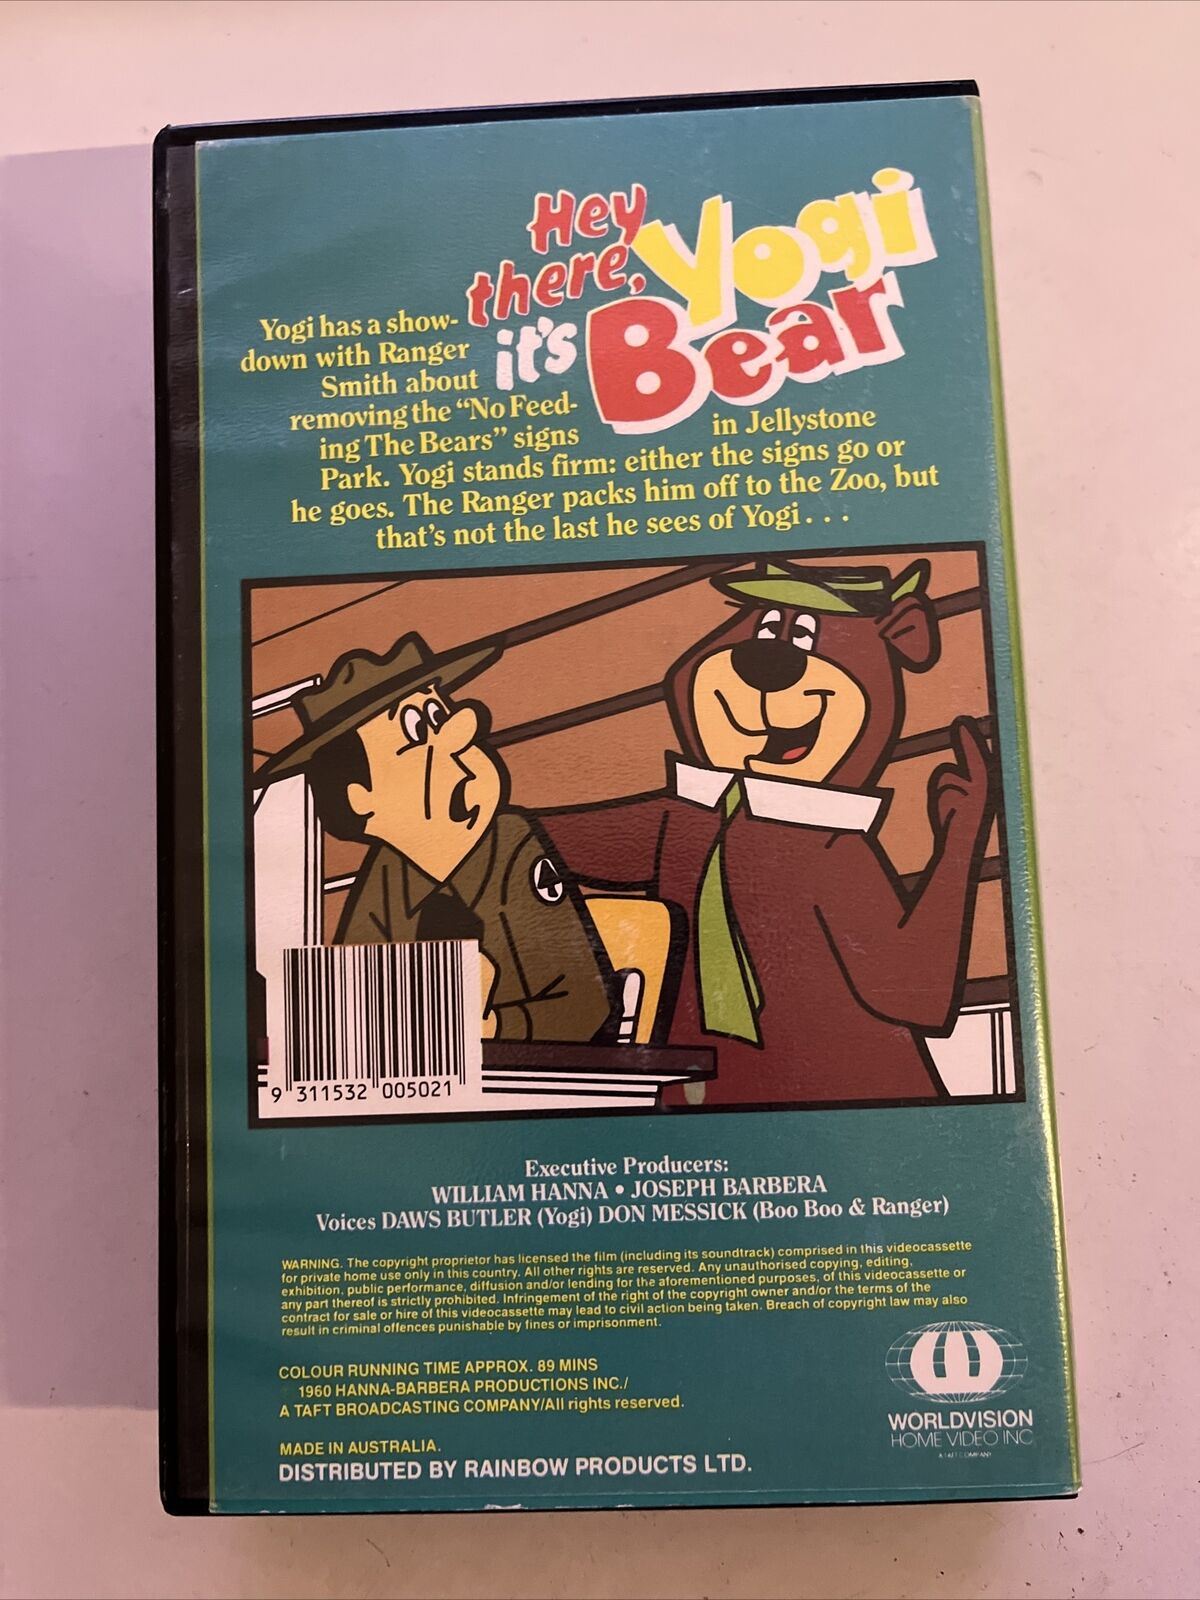 Hey
there,
it's
Yogi
Bear
Yogi has a show-
down with Ranger
Smith about
removing the "No Feed-
ing The Bears" signs in Jellystone
Park. Yogi stands firm: either the signs go or
he goes. The Ranger packs him off to the Zoo, but
that's not the last he sees of Yogi...
9 311532 005021
Executive Producers:
WILLIAM HANNA • JOSEPH BARBERA
Voices DAWS BUTLER (Yogi) DON MESSICK (Boo Boo & Ranger)
WARNING. The copyright proprietor has licensed the film (including its soundtrack) comprised in this videocassette
for private home use only in this country. All other rights are reserved. Any unauthorised copying, editing,
exhibition, public performance, diffusion and/or lending for the aforementioned purposes, of this videocassette or
any part thereof is strictly prohibited. Infringement of the right of the copyright owner and/or the terms of the
contract for sale or hire of this videocassette may lead to civil action being taken. Breach of copyright law may also
result in criminal offences punishable by fines or imprisonment.
COLOUR RUNNING TIME APPROX. 89 MINS
1960 HANNA-BARBERA PRODUCTIONS INC./
A TAFT BROADCASTING COMPANY/All rights reserved.
MADE IN AUSTRALIA.
DISTRIBUTED BY RAINBOW PRODUCTS LTD.
WORLDVISION
HOME VIDEO INC
A TAFT COMPANY